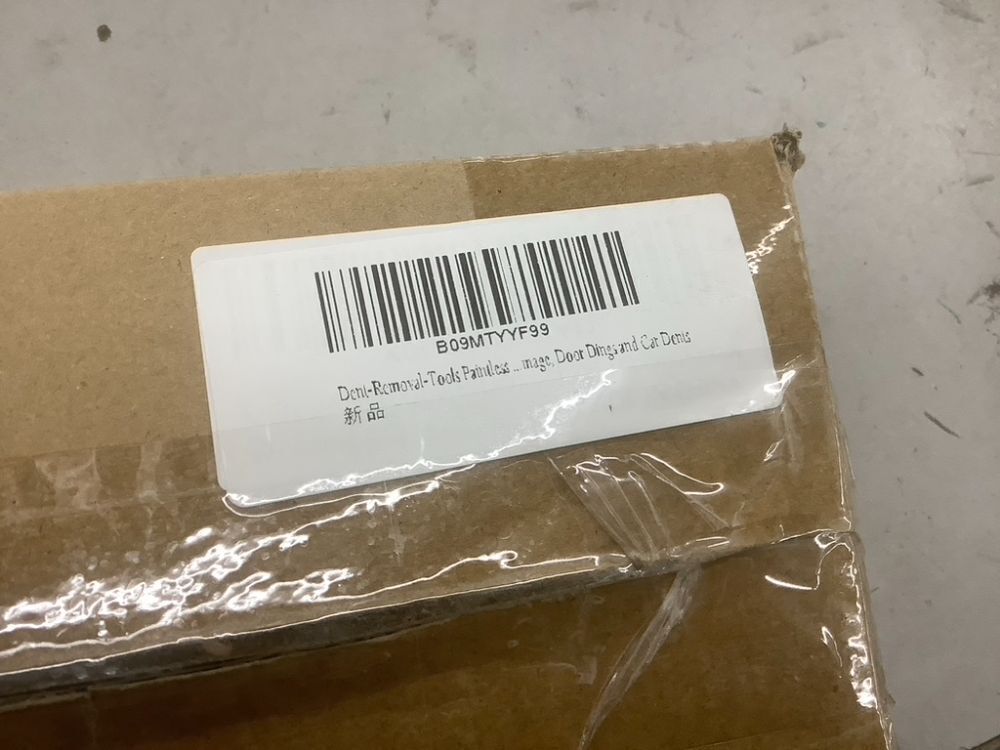 B09MTYYF99
Dent-Removal-Tools Paintless ... mage, Door Dings and Car Dents
新品